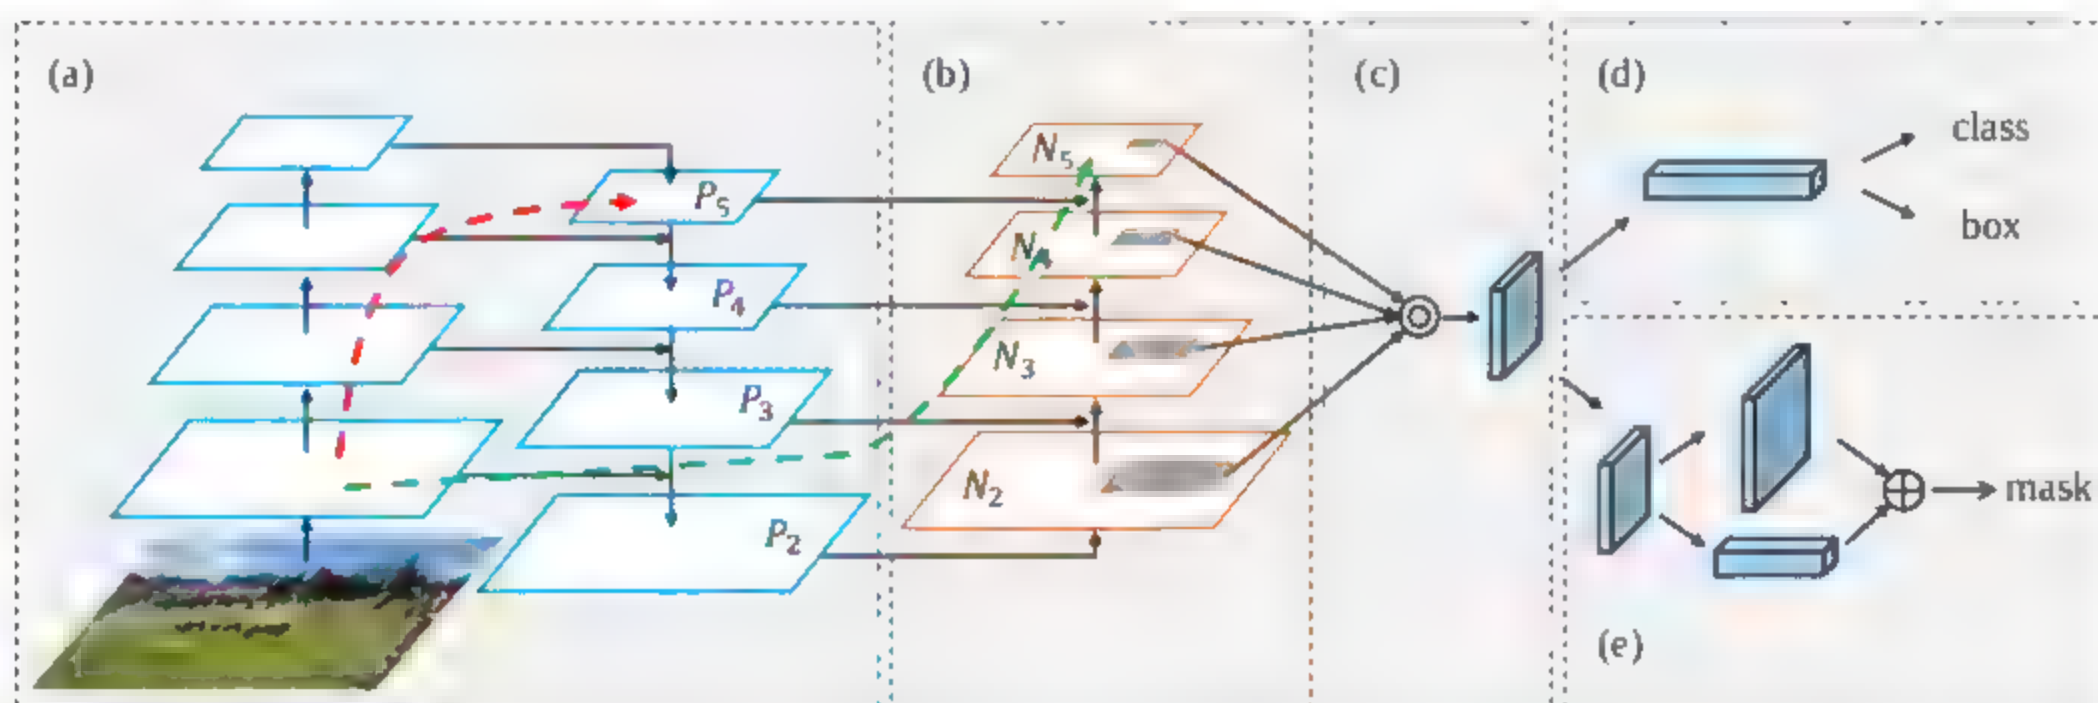 (a)
P5
P4
P3
P2
(b)
N5
N4
N3
N2
(c)
(d)
class
box
mask
(e)